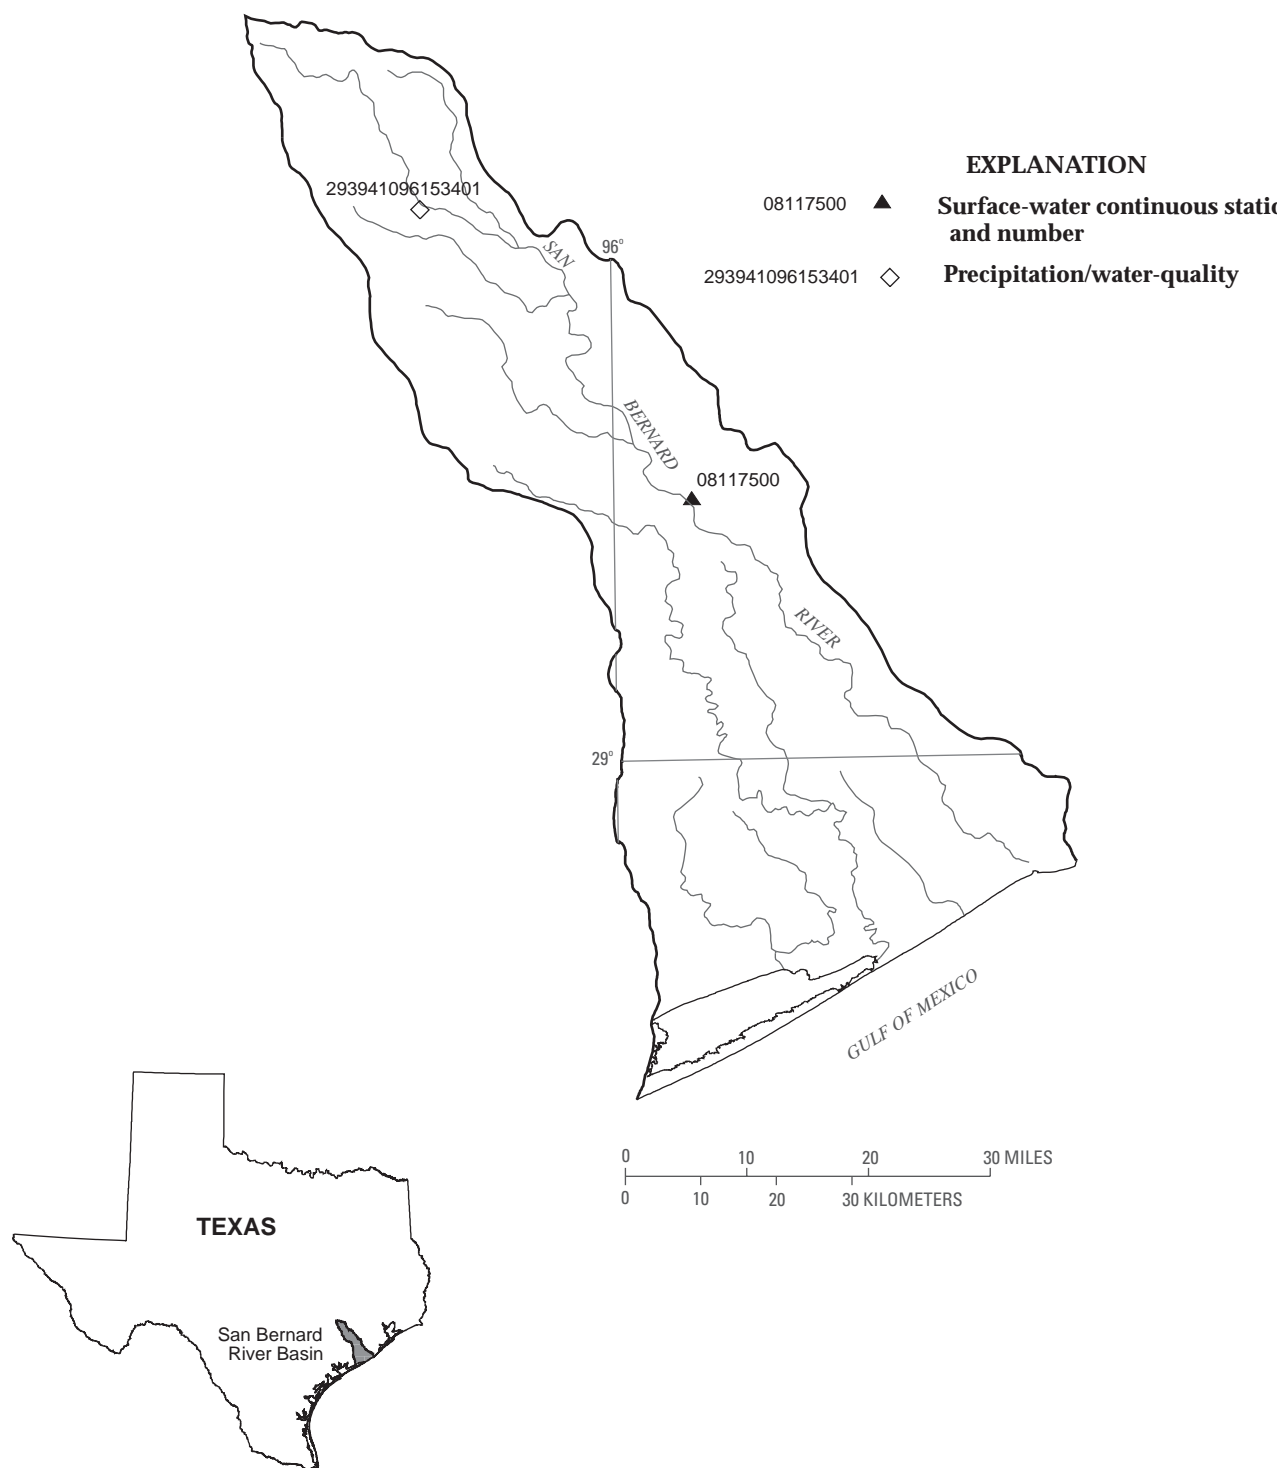 EXPLANATION
293941096153401
08117500 Surface-water continuous statio
and number
SAN
96°
293941096153401 Precipitation/water-quality
BERNARD
08117500
RIVER
29°
GULF OF MEXICO
0 10 20 30 MILES
0 10 20 30 KILOMETERS
TEXAS
San Bernard
River Basin